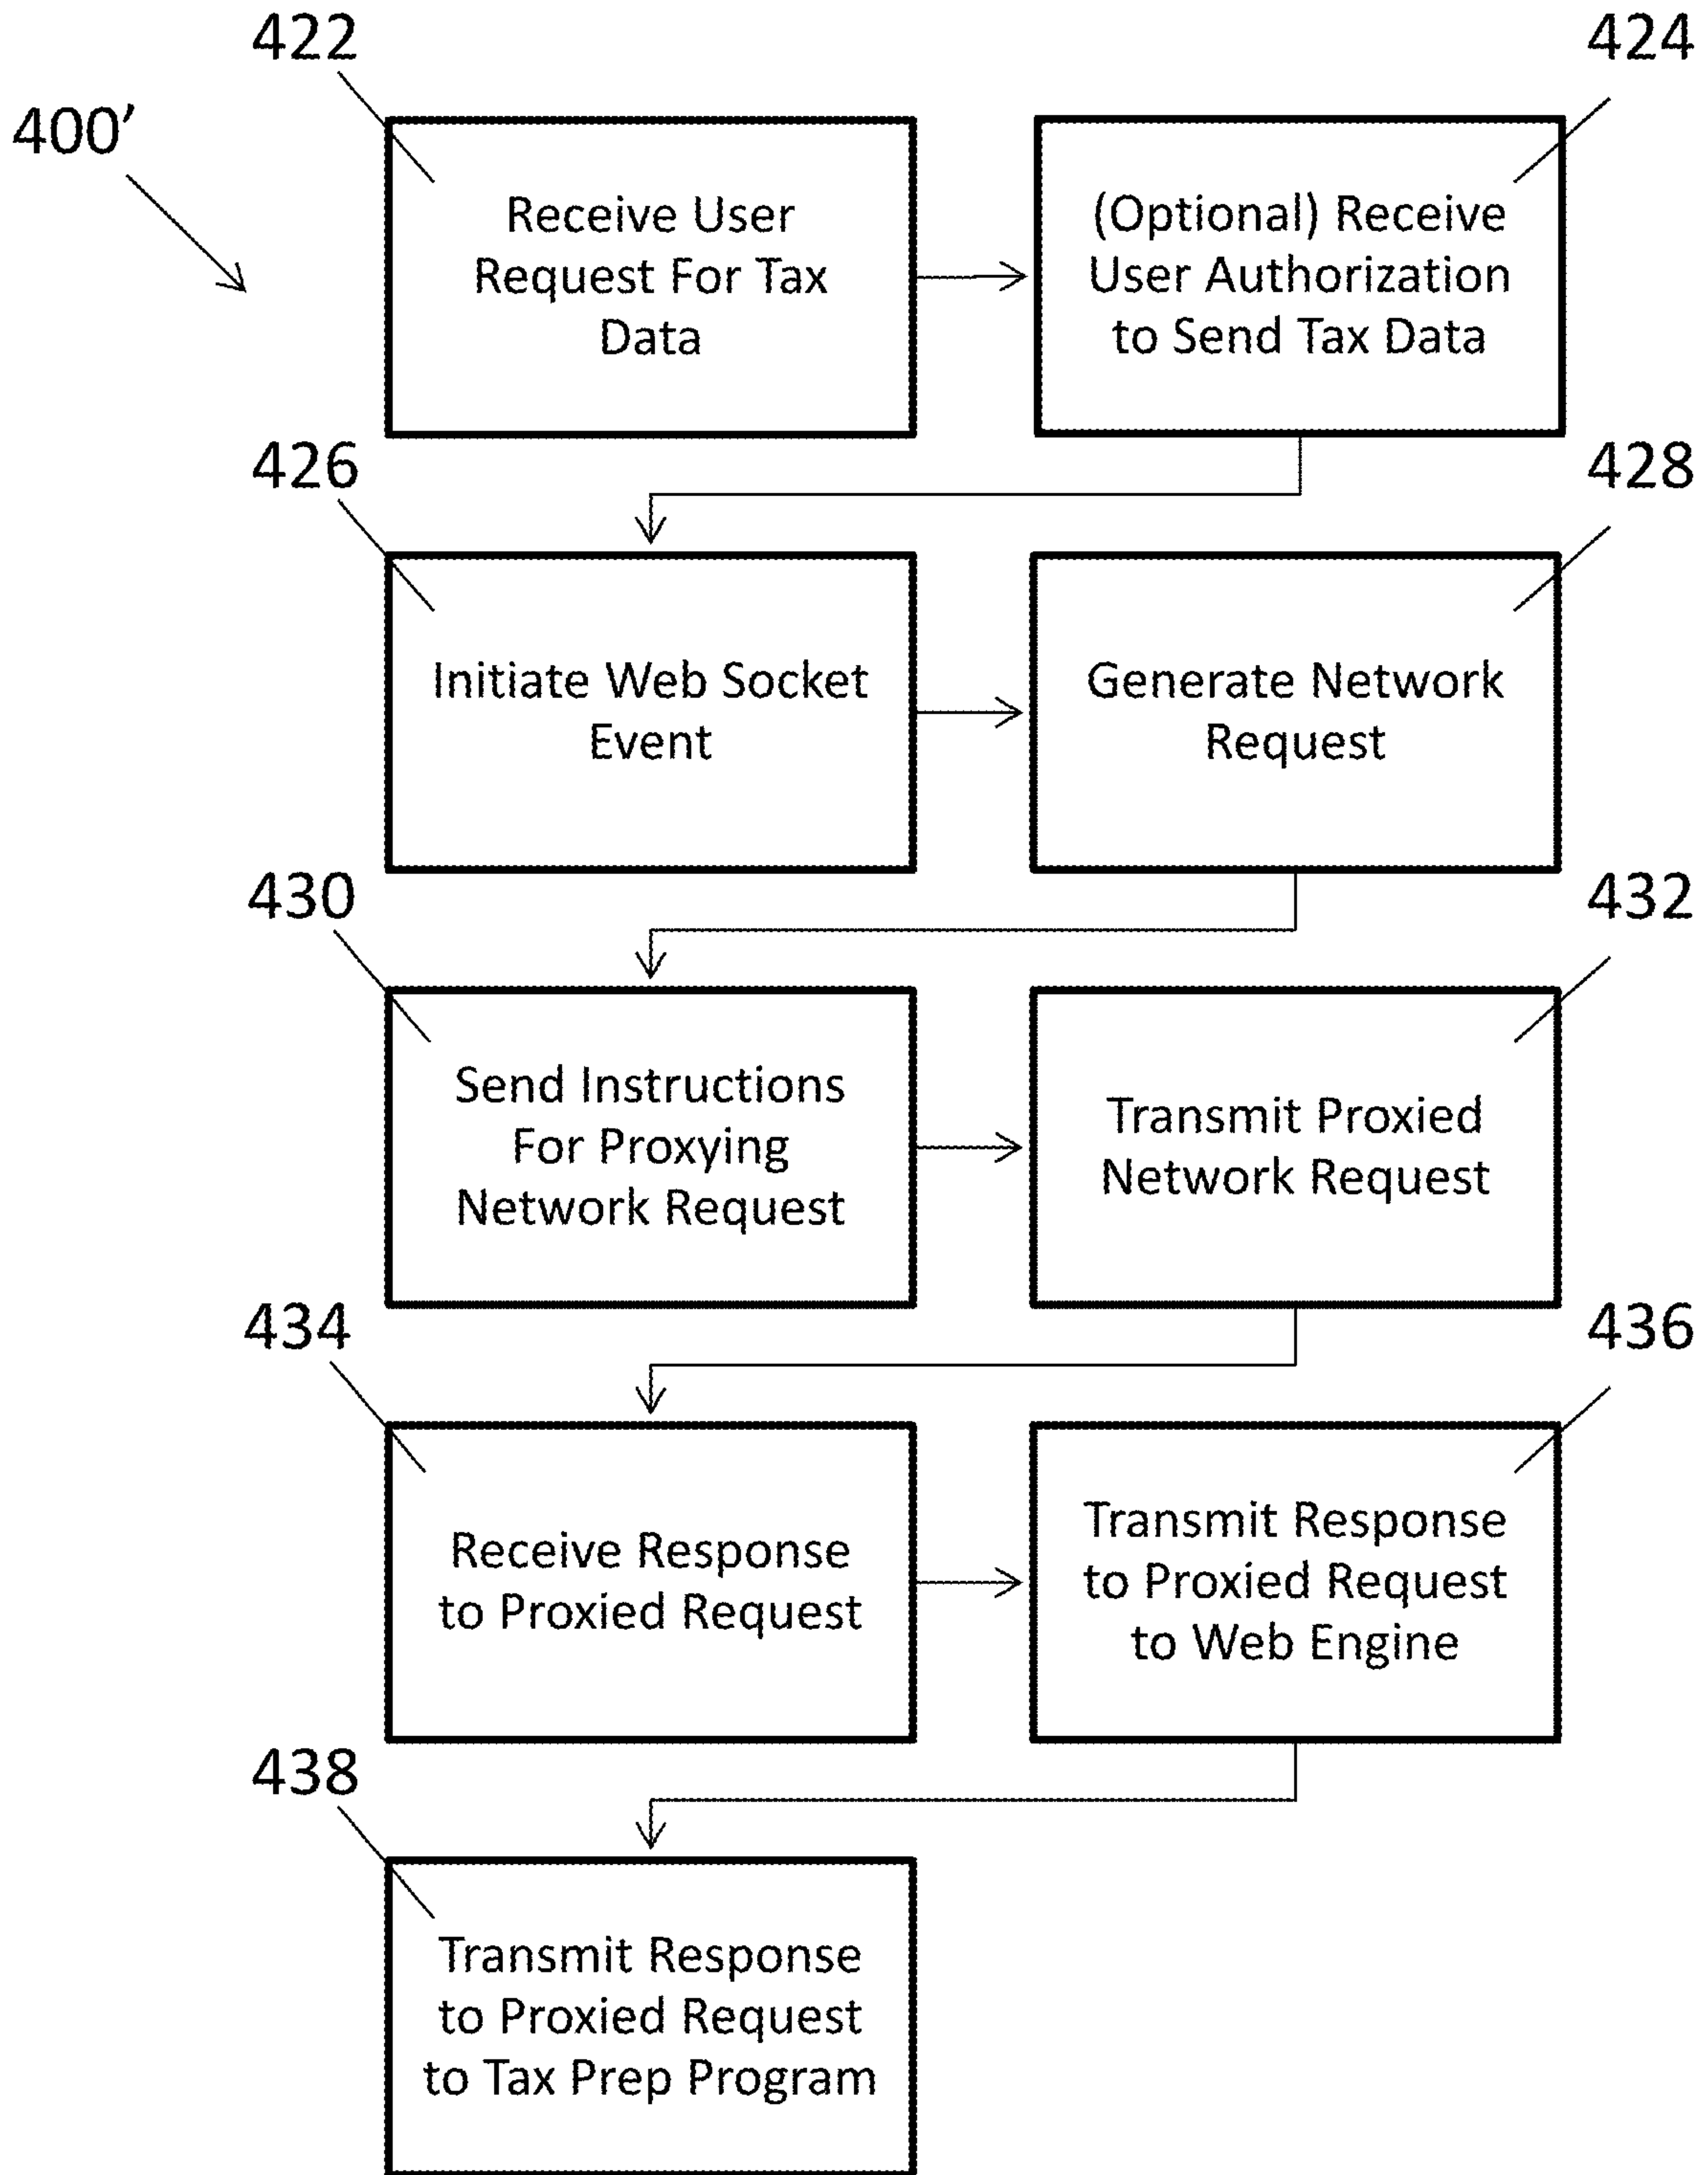 422
424
400’
Receive User
Request For Tax
Data
(Optional) Receive
User Authorization
to Send Tax Data
426
428
Initiate Web Socket
Event
Generate Network
Request
430
432
Send Instructions
For Proxying
Network Request
Transmit Proxied
Network Request
434
436
Receive Response
to Proxied Request
Transmit Response
to Proxied Request
to Web Engine
438
Transmit Response
to Proxied Request
to Tax Prep Program